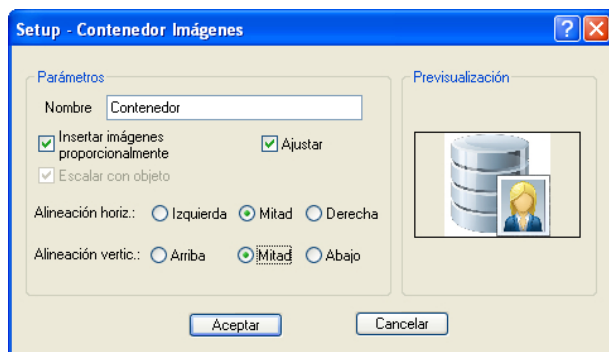 Setup - Contenedor Imágenes
Parámetros
Nombre Contenedor
Insertar imágenes
proporcionalmente
Ajustar
Escalar con objeto
Alineación horiz.: Izquierda Mitad Derecha
Alineación vertic.: Arriba Mitad Abajo
Previsualización
Aceptar Cancelar